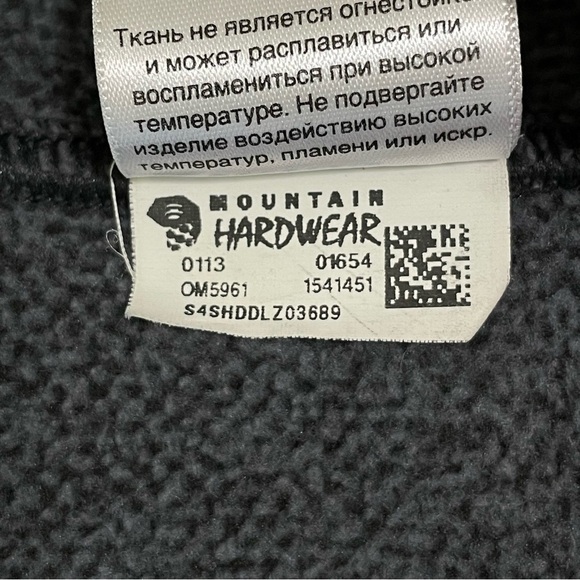 Ткань не является огнестойкой
и может расплавиться или
воспламениться при высокой
температуре. Не подвергайте
изделие воздействию высоких
температур, пламени или искр.
MOUNTAIN
HARDWEAR
0113 01654
OM5961 1541451
S4SHDDLZ03689